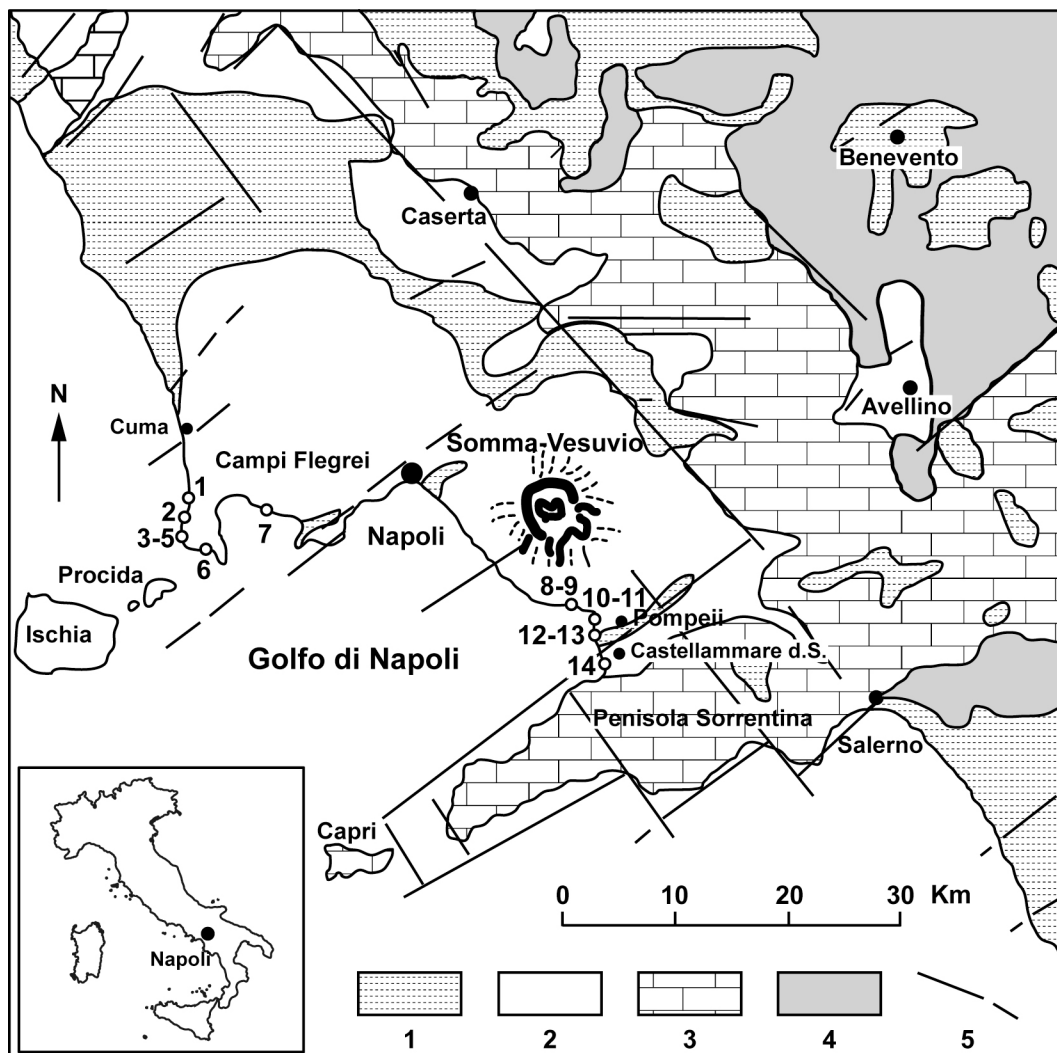 Benevento
Caserta
Avellino
N
Cuma
Somma-Vesuvio
Campi Flegrei
1
2
3-5
6
7
Napoli
Procida
Ischia
8-9
10-11
Pompeii
12-13
Castellammare d.S.
14
Golfo di Napoli
Penisola Sorrentina
Salerno
Capri
0 10 20 30 Km
Napoli
1 2 3 4 5